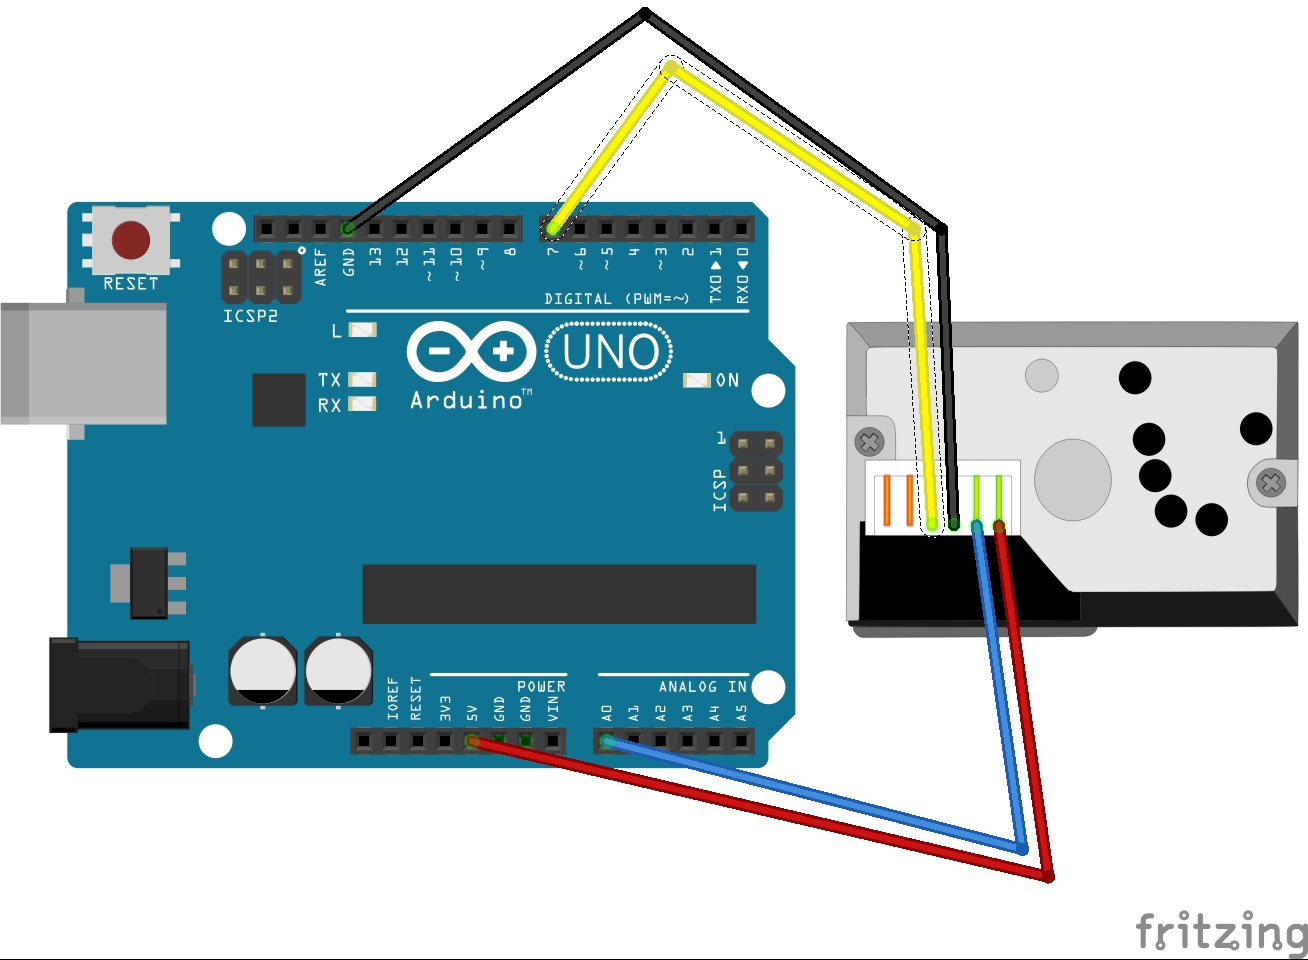 RESET
ICSP2
AREF
GND
13
12
~11
~10
~9
8
7
~6
~5
4
~3
2
TX0▶1
RX0◀0
DIGITAL (PWM=~)
L
TX
RX
UNO
Arduino™
ON
1
ICSP
IOREF
RESET
3V3
5V
GND
GND
VIN
POWER
ANALOG IN
A0
A1
A2
A3
A4
A5
fritzing